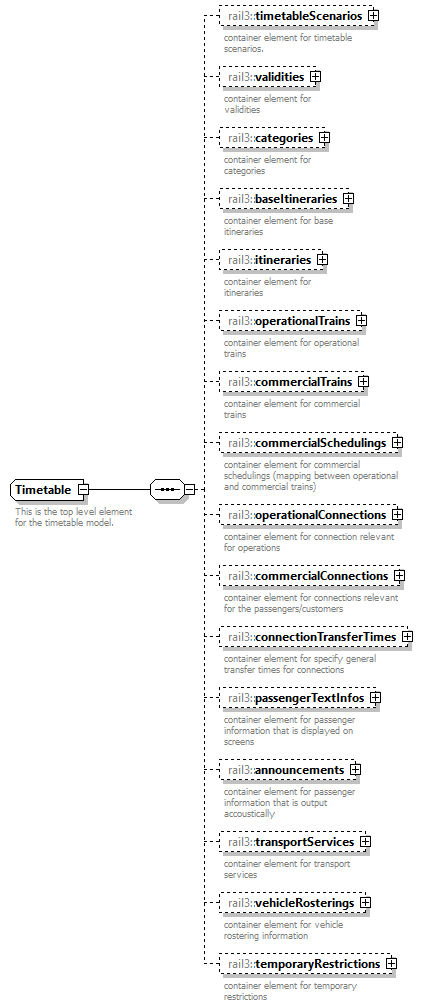 rail3::timetableScenarios
container element for timetable
scenarios.
rail3::validities
container element for
validities
rail3::categories
container element for
categories
rail3::baseItineraries
container element for base
itineraries
rail3::itineraries
container element for
itineraries
rail3::operationalTrains
container element for operational
trains
rail3::commercialTrains
container element for commercial
trains
rail3::commercialSchedulings
container element for commercial
schedulings (mapping between operational
and commercial trains)
Timetable
This is the top level element
for the timetable model.
rail3::operationalConnections
container element for connection relevant
for operations
rail3::commercialConnections
container element for connections relevant
for the passengers/customers
rail3::connectionTransferTimes
container element for specify general
transfer times for connections
rail3::passengerTextInfos
container element for passenger
information that is displayed on
screens
rail3::announcements
container element for passenger
information that is output
accoustically
rail3::transportServices
container element for transport
services
rail3::vehicleRosterings
container element for vehicle
rostering information
rail3::temporaryRestrictions
container element for temporary
restrictions